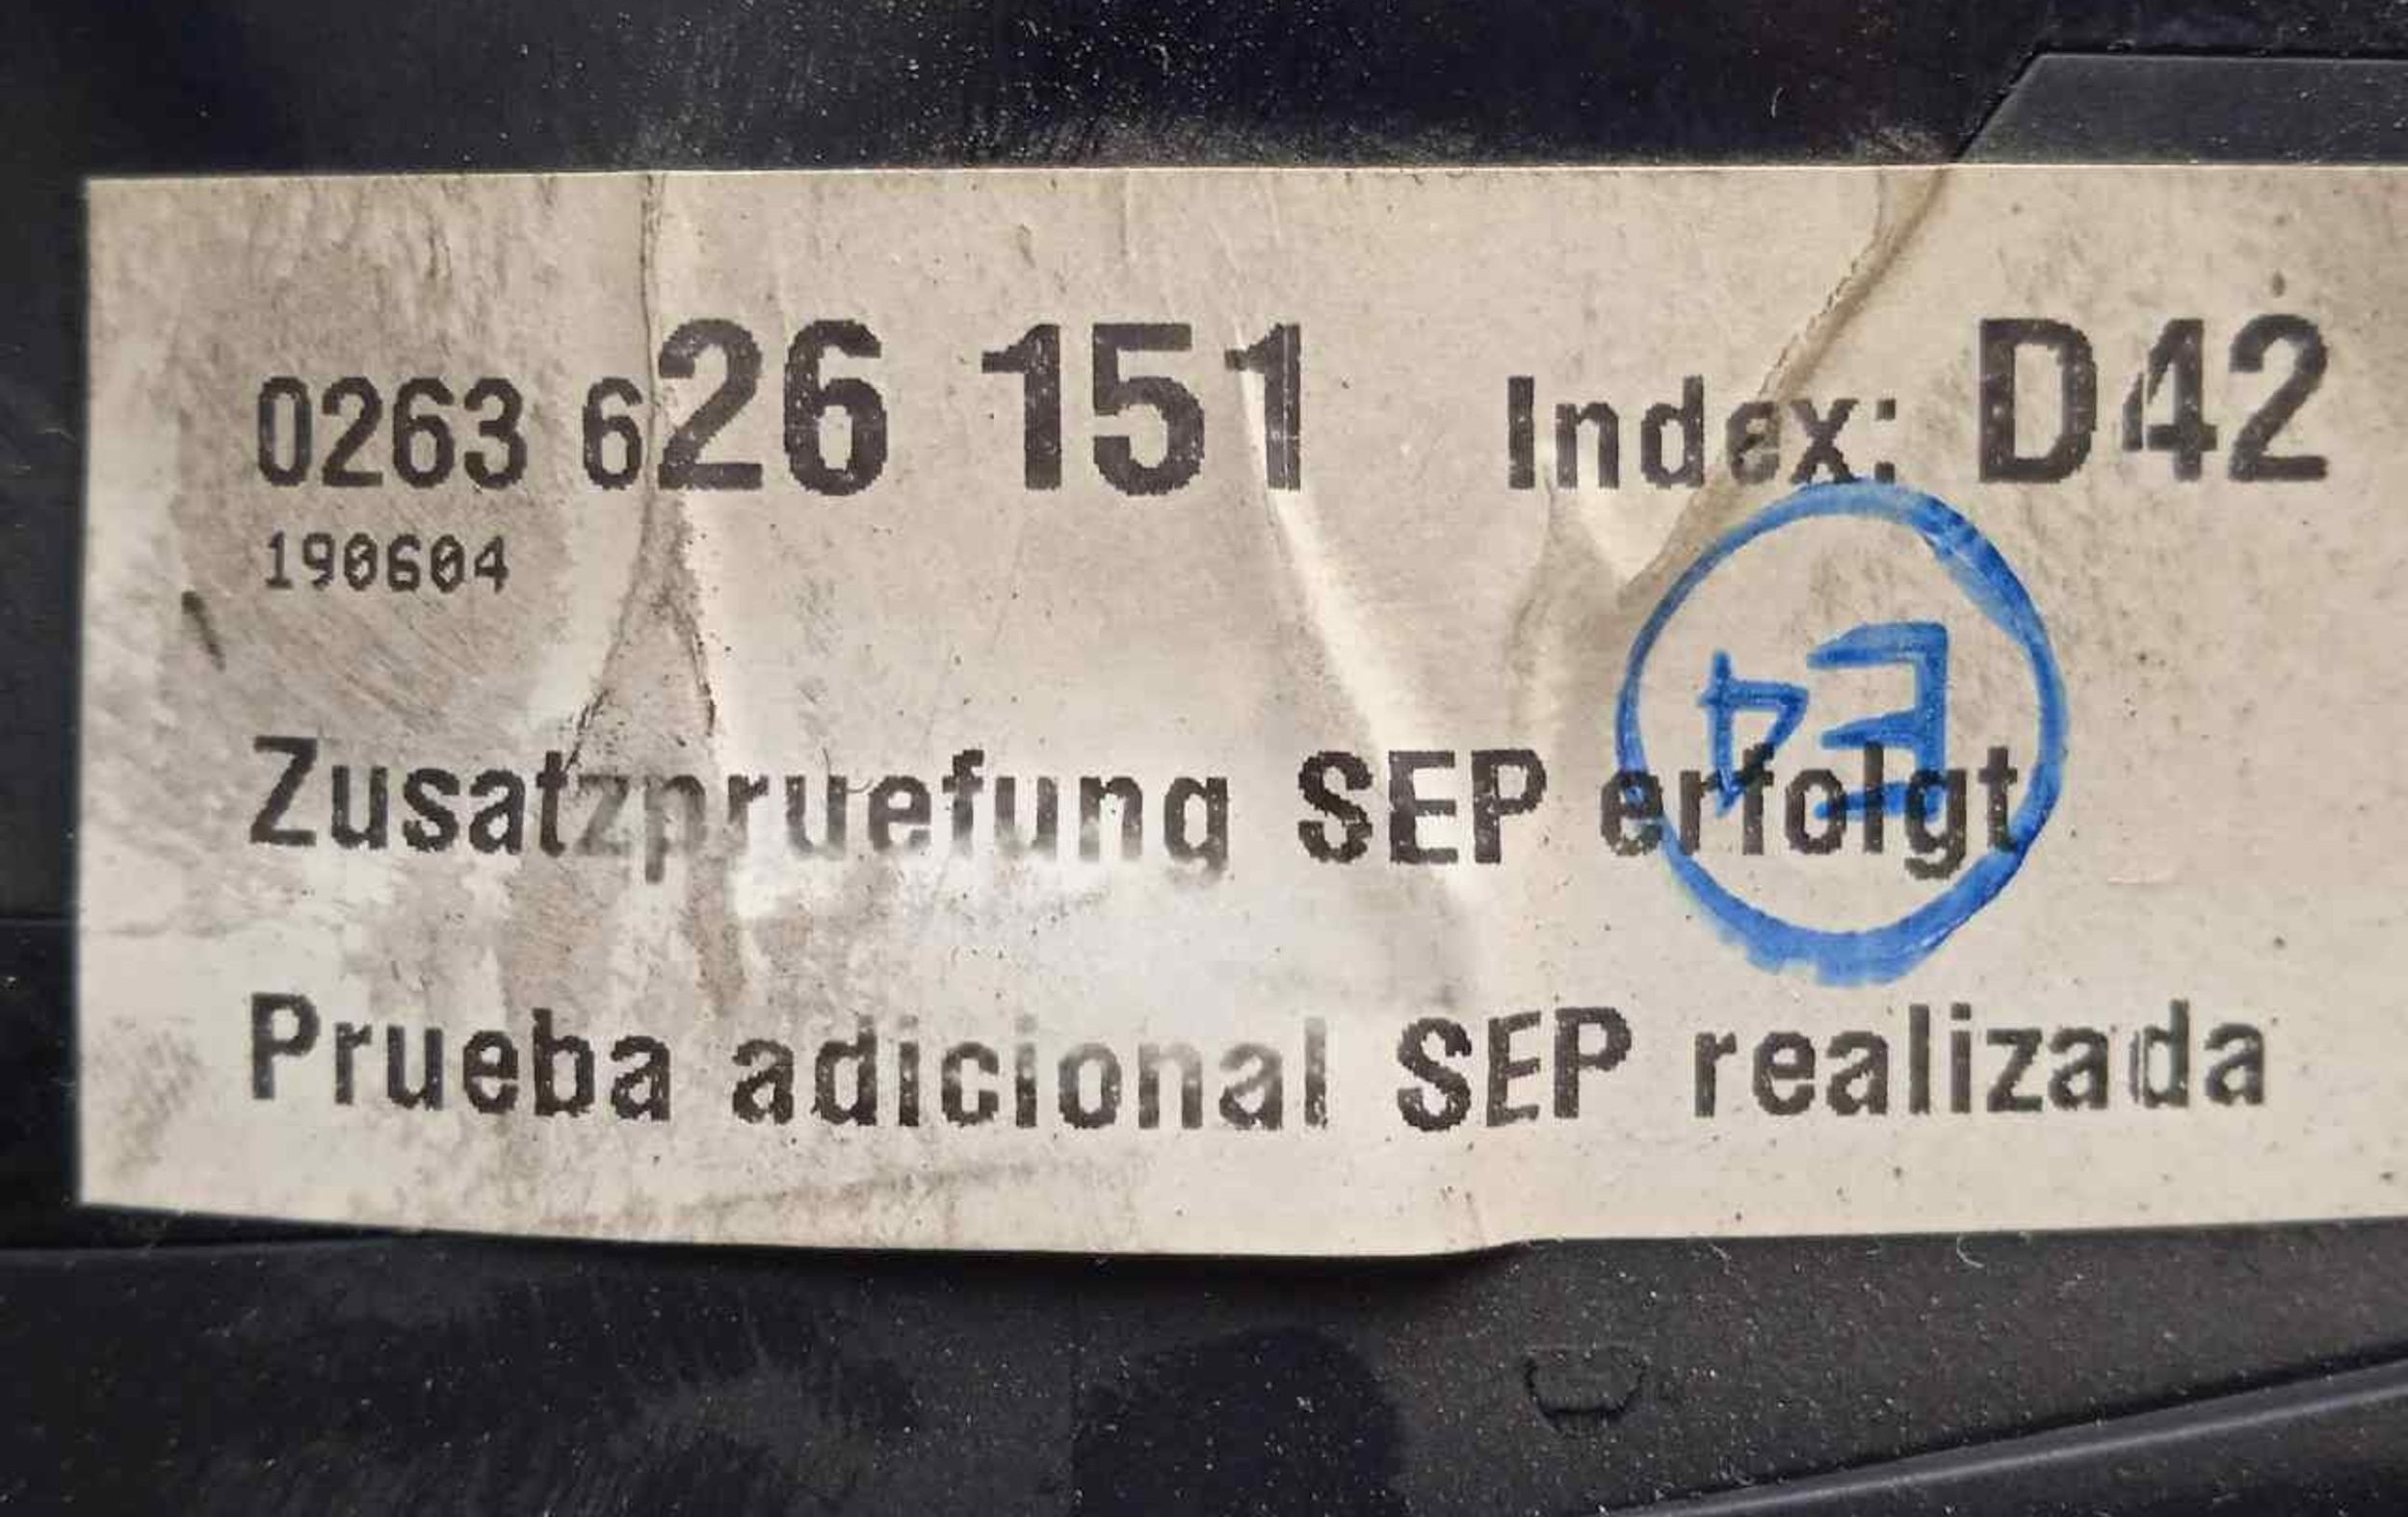 0263 626 151 Index: D42
190604
E4
Zusatzpruefung SEP erfolgt
Prueba adicional SEP realizada